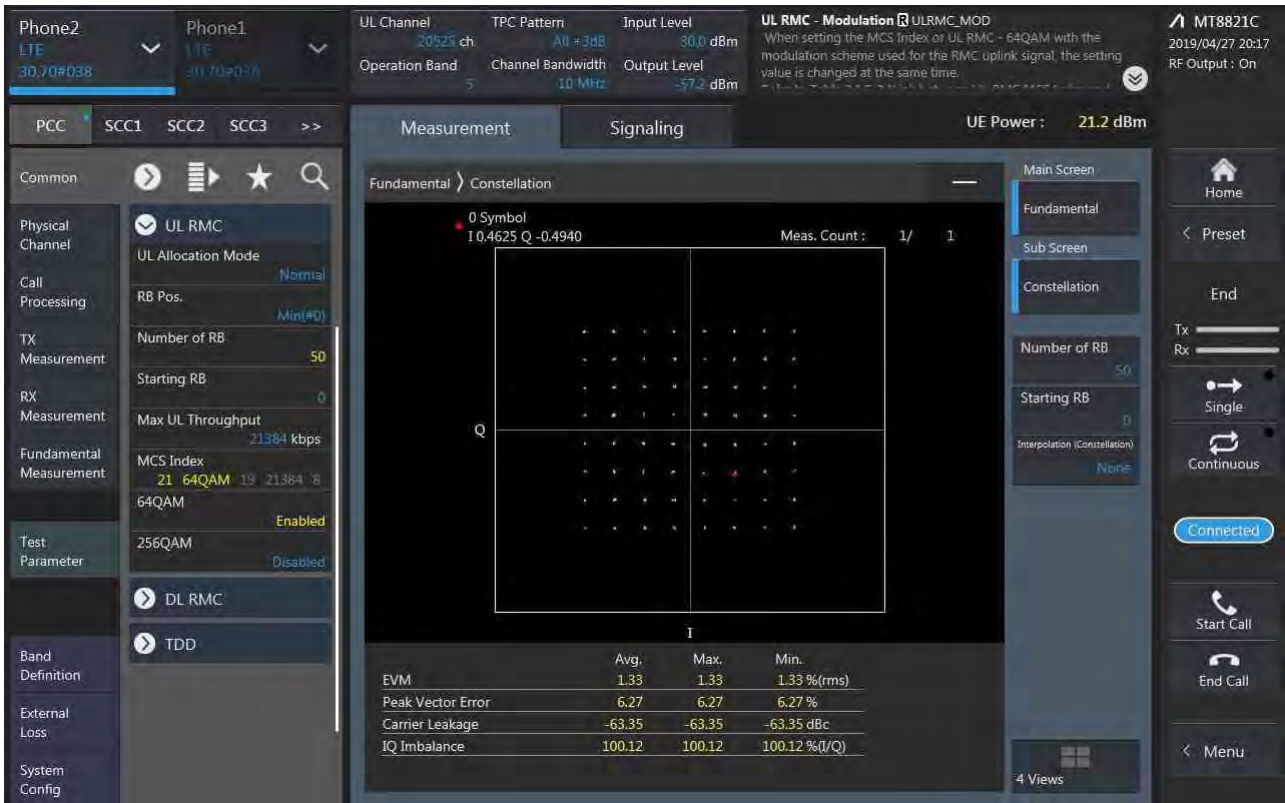 Phone2
LTE
30.70#038
Phone1
LTE
30.70#038
UL Channel
20525 ch
Operation Band
5
TPC Pattern
All +3dB
Channel Bandwidth
10 MHz
Input Level
30.0 dBm
Output Level
-57.2 dBm
UL RMC - Modulation R ULRMC_MOD
When setting the MCS Index or UL RMC - 64QAM with the
modulation scheme used for the RMC uplink signal, the setting
value is changed at the same time.
MT8821C
2019/04/27 20:17
RF Output : On
PCC SCC1 SCC2 SCC3 >>
Measurement
Signaling
UE Power : 21.2 dBm
Common
Physical
Channel
Call
Processing
TX
Measurement
RX
Measurement
Fundamental
Measurement
Test
Parameter
Band
Definition
External
Loss
System
Config
UL RMC
UL Allocation Mode
Normal
RB Pos.
Min(#0)
Number of RB
50
Starting RB
0
Max UL Throughput
21384 kbps
MCS Index
21 64QAM 19 21384
64QAM
Enabled
256QAM
Disabled
DL RMC
TDD
Fundamental 〉 Constellation
0 Symbol
I 0.4625 Q -0.4940
Meas. Count : 1/ 1
Q
I
Avg. Max. Min.
EVM 1.33 1.33 1.33 %(rms)
Peak Vector Error 6.27 6.27 6.27 %
Carrier Leakage -63.35 -63.35 -63.35 dBc
IQ Imbalance 100.12 100.12 100.12 %(I/Q)
Main Screen
Fundamental
Sub Screen
Constellation
Number of RB
50
Starting RB
0
Interpolation (Constellation)
None
4 Views
Home
< Preset
End
Tx
Rx
Single
Continuous
Connected
Start Call
End Call
< Menu